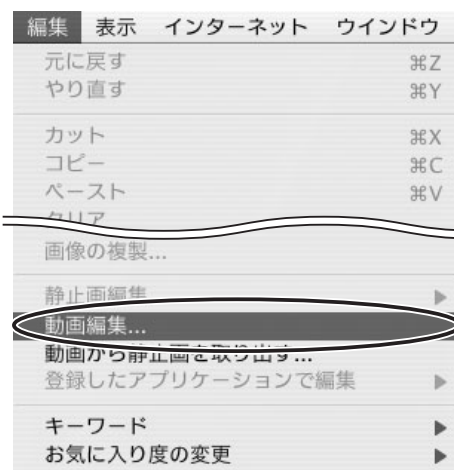 編集 表示 インターネット ウインドウ
元に戻す ⌘Z
やり直す ⌘Y
カット ⌘X
コピー ⌘C
ペースト ⌘V
クリア
画像の複製...
静止画編集 ▶
動画編集...
動画から静止画を取り出す...
登録したアプリケーションで編集 ▶
キーワード ▶
お気に入り度の変更 ▶